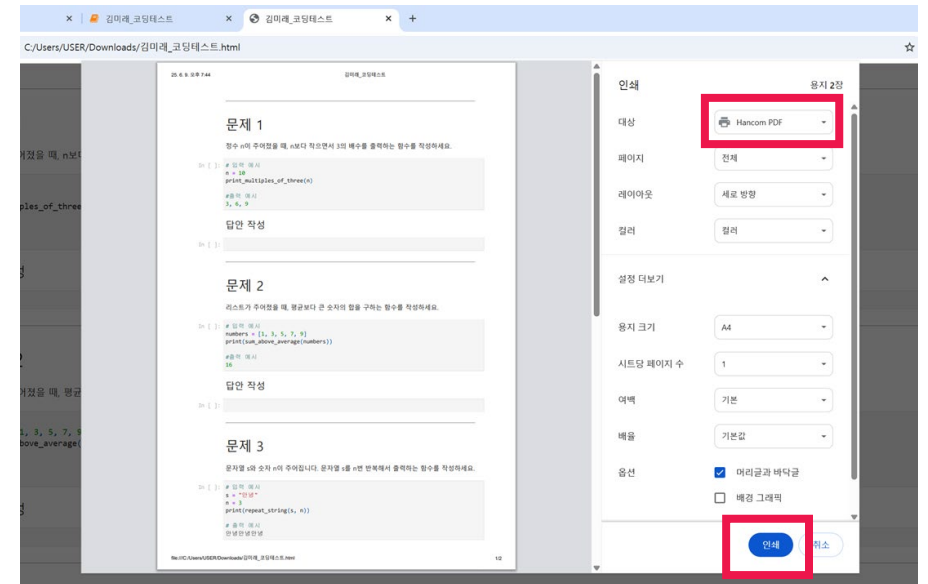 김미래_코딩테스트
김미래_코딩테스트
C:/Users/USER/Downloads/김미래_코딩테스트.html
25. 6. 9. 오후 7:44
김미래_코딩테스트
문제 1
정수 n이 주어졌을 때, n보다 작으면서 3의 배수를 출력하는 함수를 작성하세요.
In [ ]:
# 입력 예시
n = 10
print_multiples_of_three(n)
#출력 예시
3, 6, 9
답안 작성
In [ ]:
문제 2
리스트가 주어졌을 때, 평균보다 큰 숫자의 합을 구하는 함수를 작성하세요.
In [ ]:
# 입력 예시
numbers = [1, 3, 5, 7, 9]
print(sum_above_average(numbers))
#출력 예시
16
답안 작성
In [ ]:
문제 3
문자열 s와 숫자 n이 주어집니다. 문자열 s를 n번 반복해서 출력하는 함수를 작성하세요.
In [ ]:
# 입력 예시
s = "안녕"
n = 3
print(repeat_string(s, n))
# 출력 예시
안녕안녕안녕
file:///C:/Users/USER/Downloads/김미래_코딩테스트.html
1/2
인쇄
용지 2장
대상
Hancom PDF
페이지
전체
레이아웃
세로 방향
컬러
컬러
설정 더보기
용지 크기
A4
시트당 페이지 수
1
여백
기본
배율
기본값
옵션
머리글과 바닥글
배경 그래픽
인쇄
취소